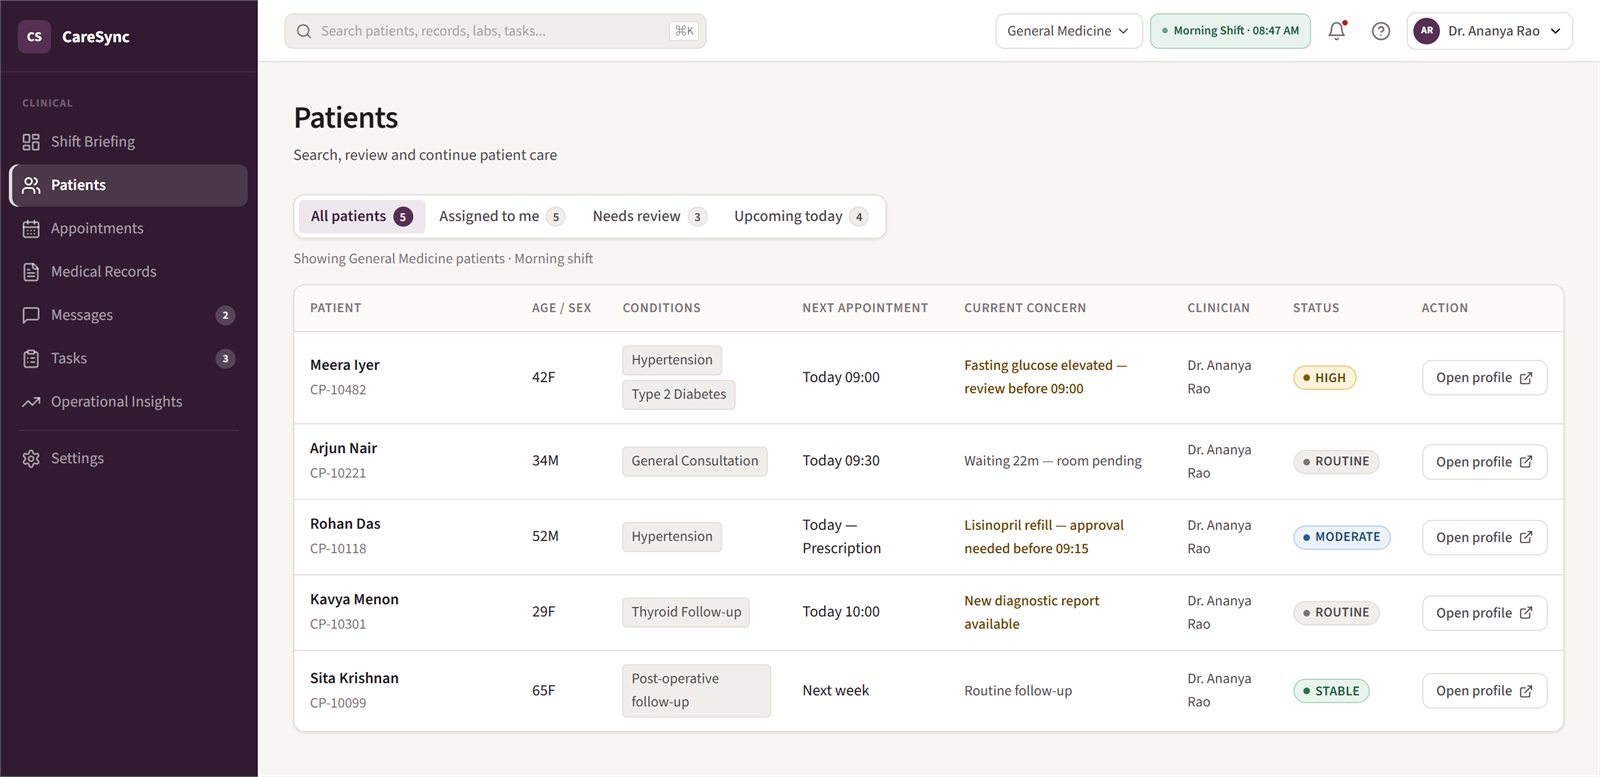 CS CareSync
Search patients, records, labs, tasks... ⌘K
General Medicine
Morning Shift · 08:47 AM
AR Dr. Ananya Rao
CLINICAL
Shift Briefing
Patients
Appointments
Medical Records
Messages 2
Tasks 3
Operational Insights
Settings
Patients
Search, review and continue patient care
All patients 5 Assigned to me 5 Needs review 3 Upcoming today 4
Showing General Medicine patients · Morning shift
PATIENT AGE / SEX CONDITIONS NEXT APPOINTMENT CURRENT CONCERN CLINICIAN STATUS ACTION
Meera Iyer
CP-10482
42F
Hypertension
Type 2 Diabetes
Today 09:00
Fasting glucose elevated —
review before 09:00
Dr. Ananya
Rao
HIGH
Open profile
Arjun Nair
CP-10221
34M
General Consultation
Today 09:30
Waiting 22m — room pending
Dr. Ananya
Rao
ROUTINE
Open profile
Rohan Das
CP-10118
52M
Hypertension
Today —
Prescription
Lisinopril refill — approval
needed before 09:15
Dr. Ananya
Rao
MODERATE
Open profile
Kavya Menon
CP-10301
29F
Thyroid Follow-up
Today 10:00
New diagnostic report
available
Dr. Ananya
Rao
ROUTINE
Open profile
Sita Krishnan
CP-10099
65F
Post-operative
follow-up
Next week
Routine follow-up
Dr. Ananya
Rao
STABLE
Open profile